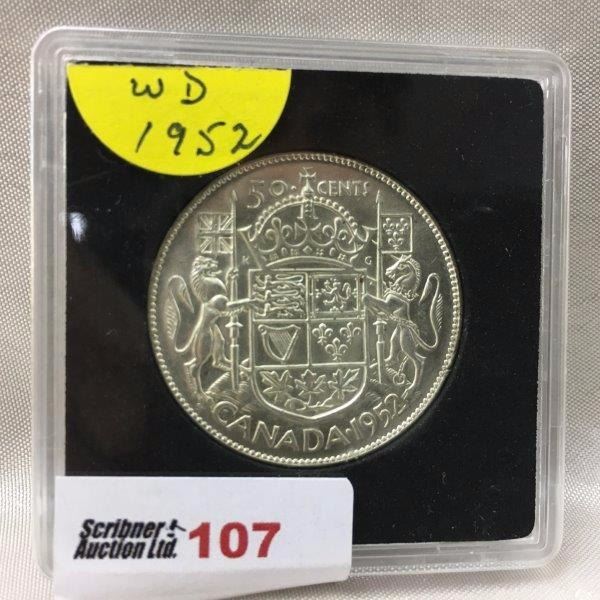 WD
1952
50 CENTS
K G
CANADA·1952
Scribner
Auction Ltd. 107